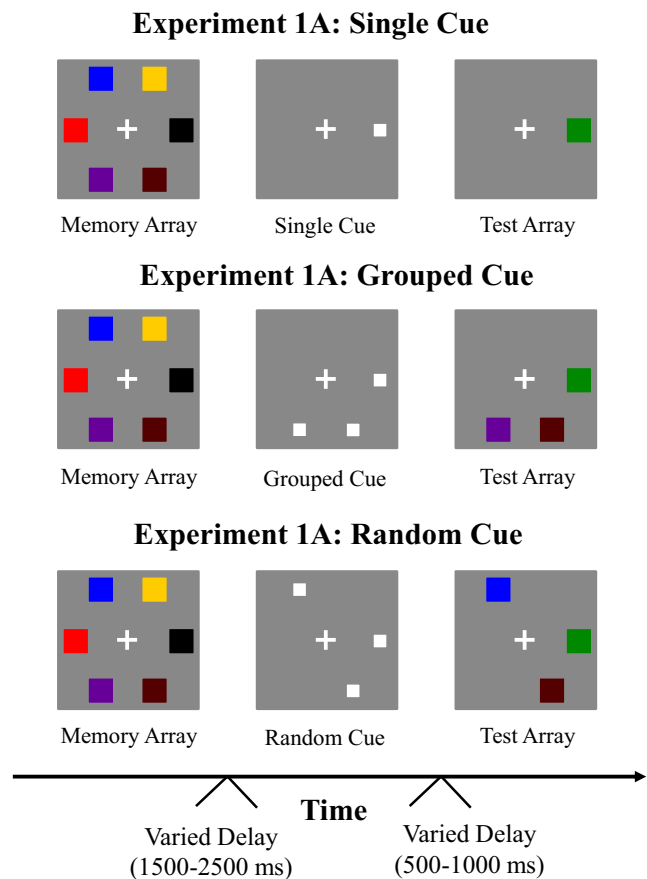 Experiment 1A: Single Cue
Memory Array
Single Cue
Test Array
Experiment 1A: Grouped Cue
Memory Array
Grouped Cue
Test Array
Experiment 1A: Random Cue
Memory Array
Random Cue
Test Array
Time
Varied Delay
(1500-2500 ms)
Varied Delay
(500-1000 ms)